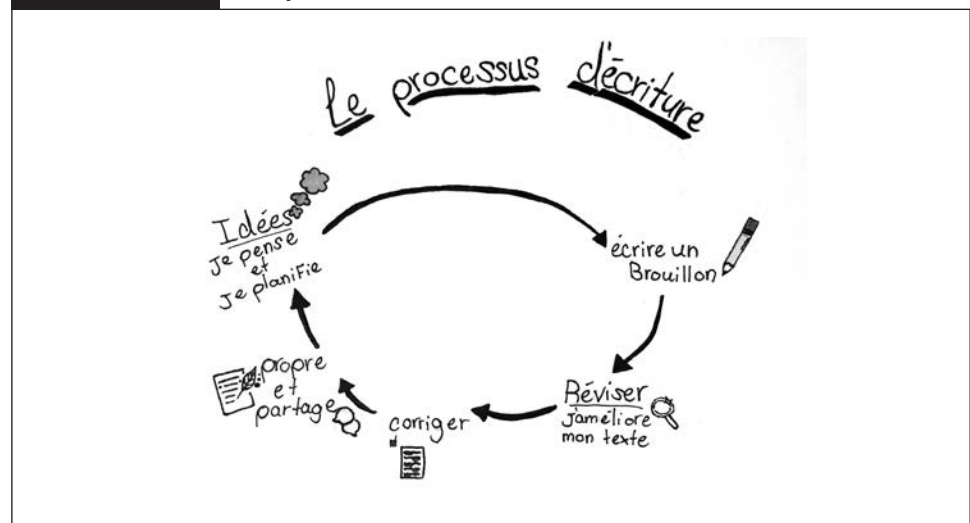 Le processus d'écriture
Idées
Je pense
et
Je planifie
écrire un
Brouillon
Réviser
j'améliore
mon texte
corriger
propre
et
partage